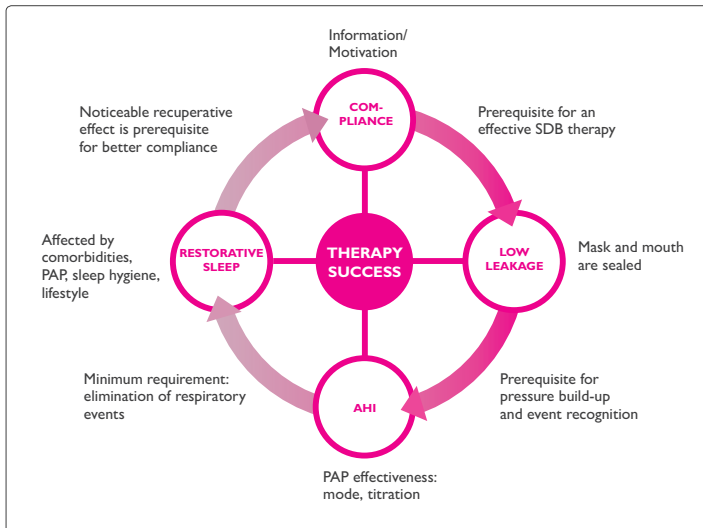 Information/
Motivation
COM-
PLIANCE
Noticeable recuperative
effect is prerequisite
for better compliance
Prerequisite for an
effective SDB therapy
Affected by
comorbidities,
PAP, sleep hygiene,
lifestyle
RESTORATIVE
SLEEP
THERAPY
SUCCESS
LOW
LEAKAGE
Mask and mouth
are sealed
Minimum requirement:
elimination of respiratory
events
AHI
Prerequisite for
pressure build-up
and event recognition
PAP effectiveness:
mode, titration